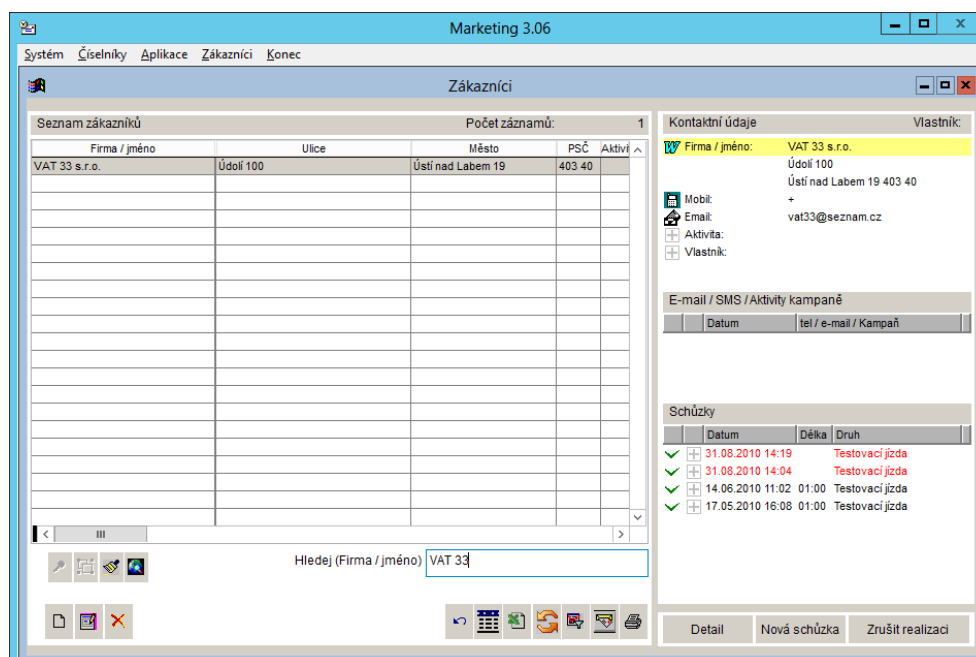 Marketing 3.06
Systém Číselníky Aplikace Zákazníci Konec
Zákazníci
Seznam zákazníků Počet záznamů: 1
Firma / jméno Ulice Město PSČ Aktivi
VAT 33 s.r.o. Údolí 100 Ústí nad Labem 19 403 40
Hledej (Firma / jméno) VAT 33
Kontaktní údaje Vlastník:
Firma / jméno: VAT 33 s.r.o.
Údolí 100
Ústí nad Labem 19 403 40
Mobil: +
Email: vat33@seznam.cz
Aktivita:
Vlastník:
E-mail / SMS / Aktivity kampaně
Datum tel / e-mail / Kampaň
Schůzky
Datum Délka Druh
31.08.2010 14:19 Testovací jízda
31.08.2010 14:04 Testovací jízda
14.06.2010 11:02 01:00 Testovací jízda
17.05.2010 16:08 01:00 Testovací jízda
Detail Nová schůzka Zrušit realizaci